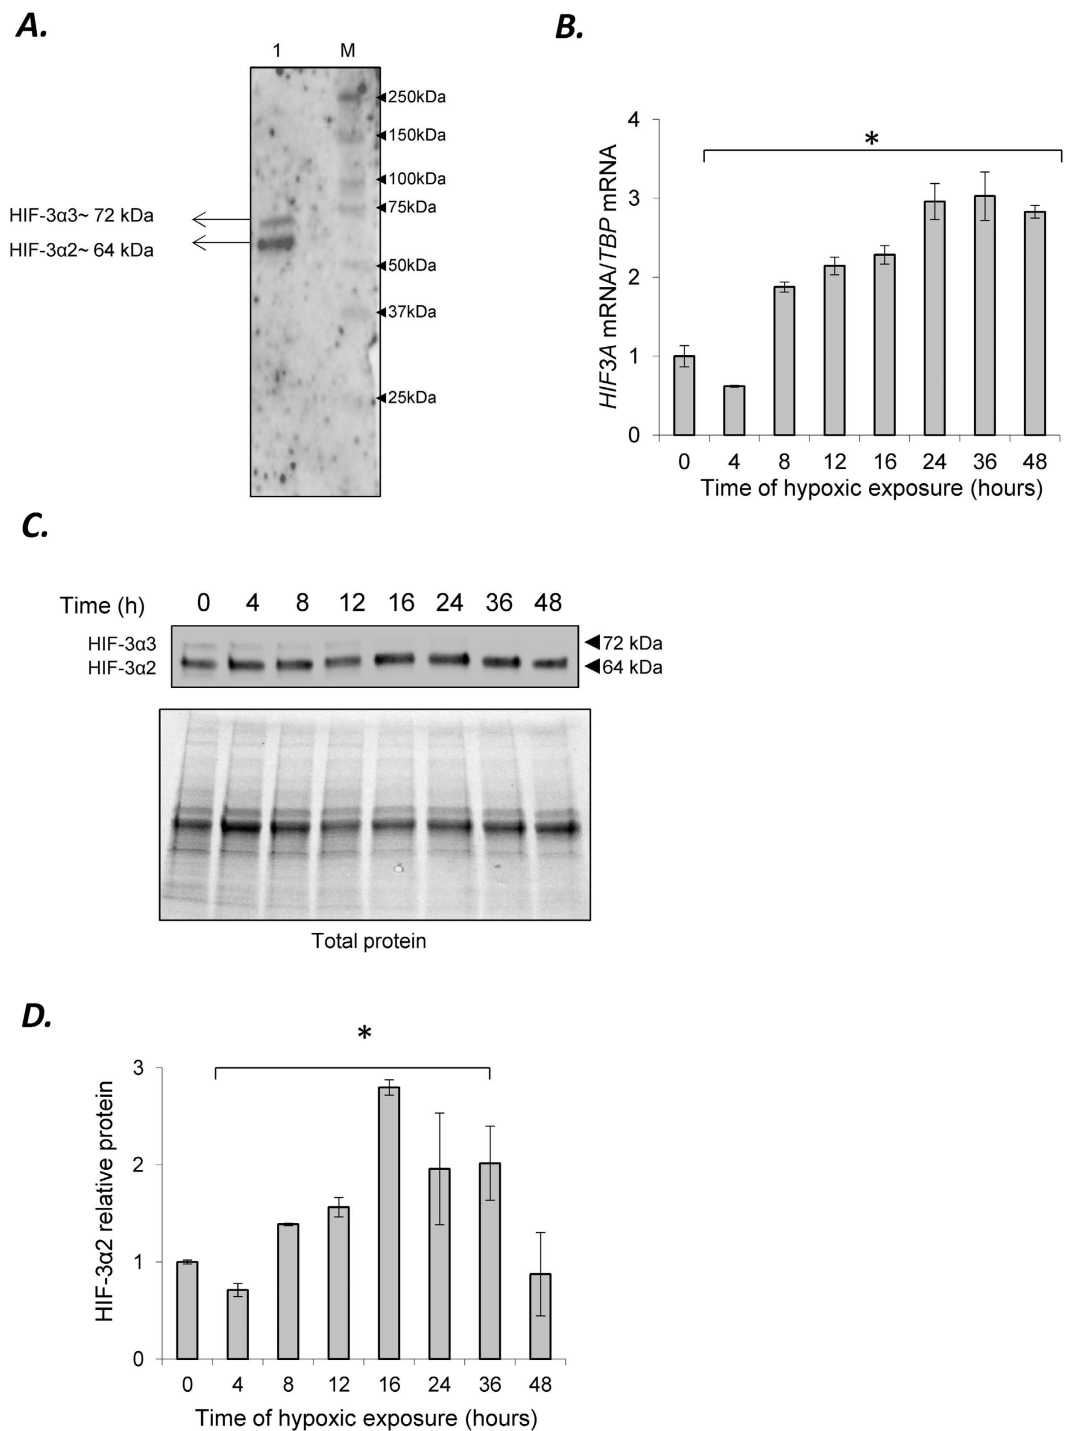 A.
1 M
250kDa
150kDa
100kDa
75kDa
HIF-3α3~ 72 kDa
HIF-3α2~ 64 kDa
50kDa
37kDa
25kDa
B.
*
HIF3A mRNA/TBP mRNA
4
3
2
1
0
0 4 8 12 16 24 36 48
Time of hypoxic exposure (hours)
C.
Time (h) 0 4 8 12 16 24 36 48
HIF-3α3 72 kDa
HIF-3α2 64 kDa
Total protein
D.
*
HIF-3α2 relative protein
3
2
1
0
0 4 8 12 16 24 36 48
Time of hypoxic exposure (hours)